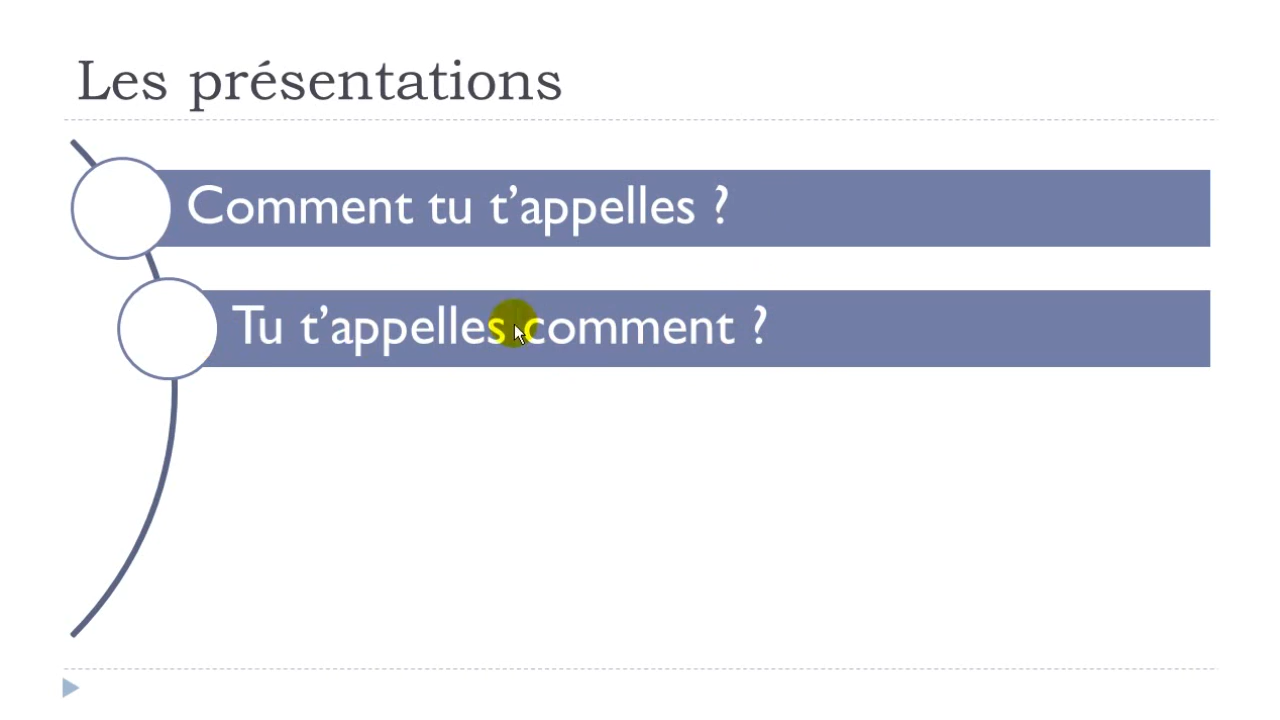 Les présentations
Comment tu t’appelles ?
Tu t’appelles comment ?